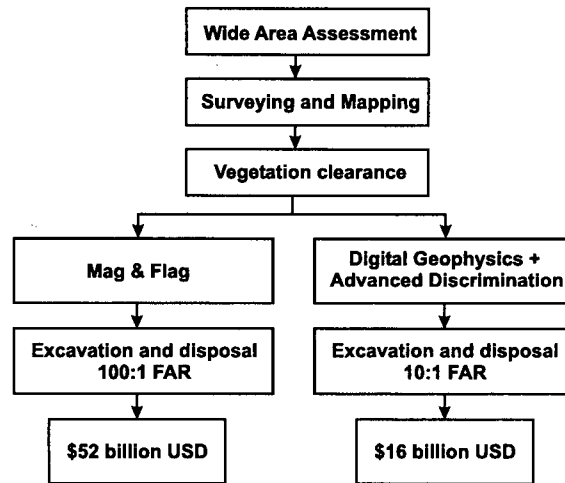 Wide Area Assessment
Surveying and Mapping
Vegetation clearance
Mag & Flag
Digital Geophysics +
Advanced Discrimination
Excavation and disposal
100:1 FAR
Excavation and disposal
10:1 FAR
$52 billion USD
$16 billion USD